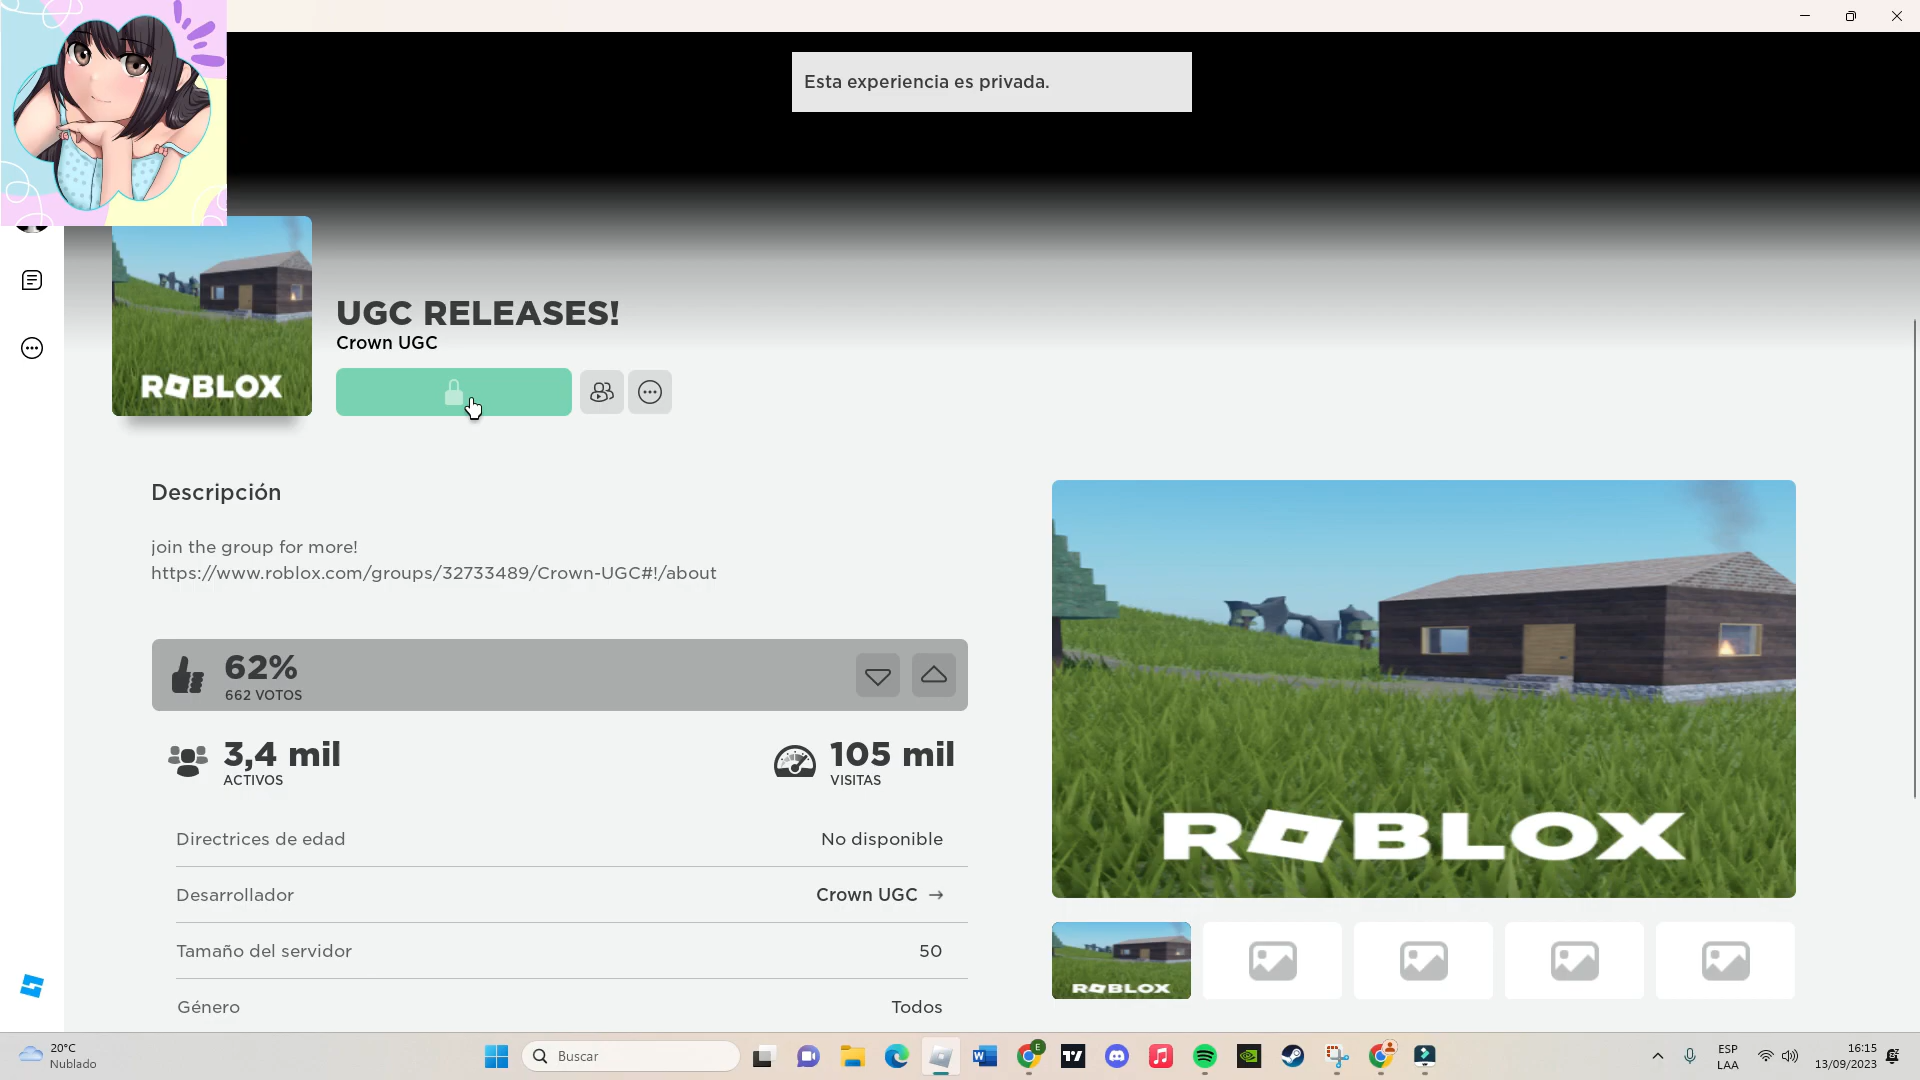 Esta experiencia es privada.
ROBLOX
UGC RELEASES!
Crown UGC
Descripción
join the group for more!
https://www.roblox.com/groups/32733489/Crown-UGC#!/about
62%
662 VOTOS
3,4 mil
ACTIVOS
105 mil
VISITAS
Directrices de edad
No disponible
Desarrollador
Crown UGC →
Tamaño del servidor
50
Género
Todos
ROBLOX
ROBLOX
20°C
Nublado
Buscar
W
E
ESP
LAA
16:15
13/09/2023